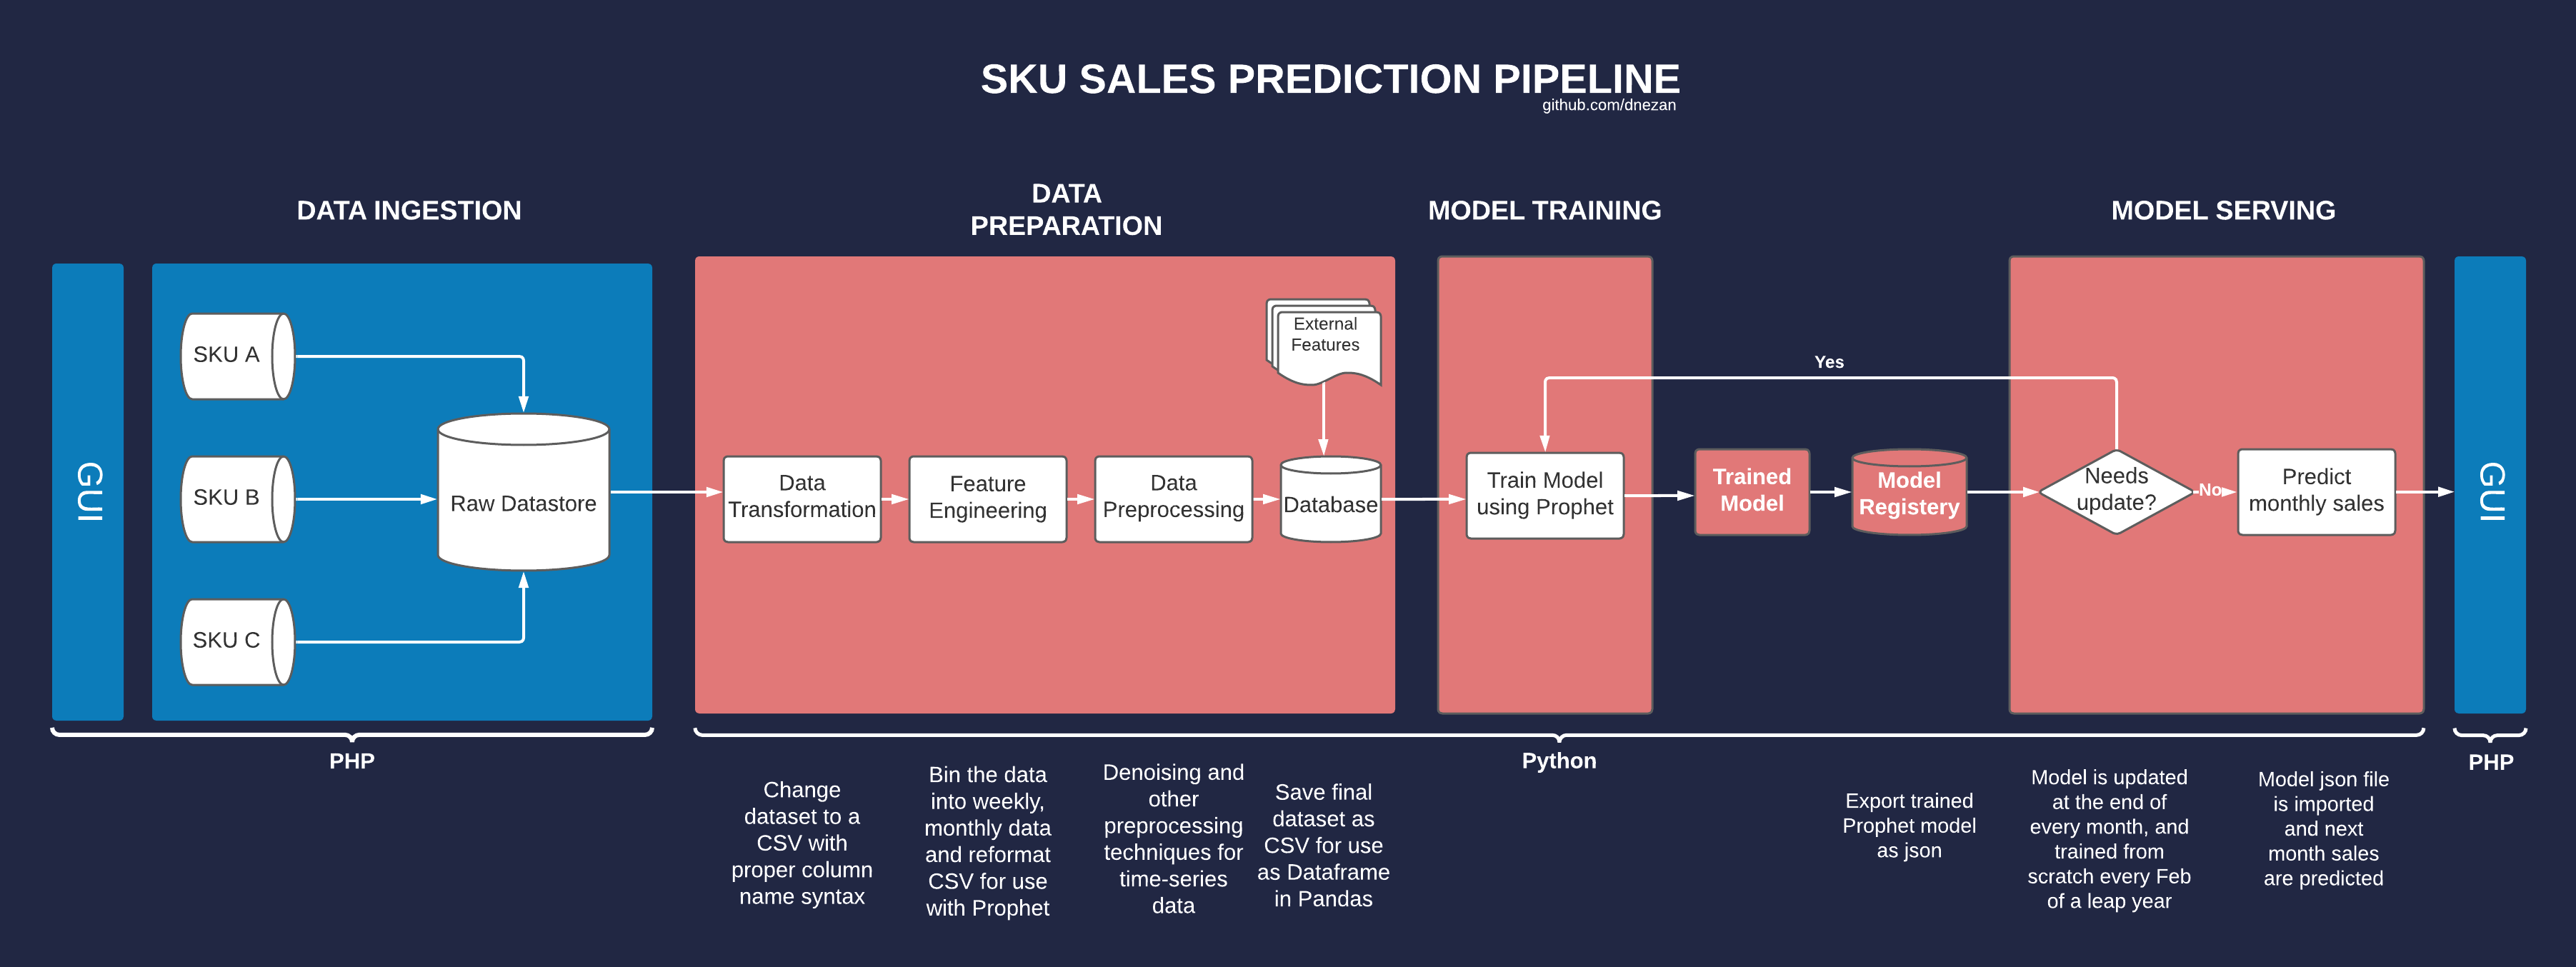 SKU SALES PREDICTION PIPELINE
github.com/dnezan
DATA INGESTION
DATA
PREPARATION
MODEL TRAINING
MODEL SERVING
GUI
SKU A
SKU B
SKU C
Raw Datastore
Data
Transformation
Feature
Engineering
Data
Preprocessing
External
Features
Database
Train Model
using Prophet
Yes
Trained
Model
Model
Registery
Needs
update?
No
Predict
monthly sales
GUI
PHP
Python
PHP
Change
dataset to a
CSV with
proper column
name syntax
Bin the data
into weekly,
monthly data
and reformat
CSV for use
with Prophet
Denoising and
other
preprocessing
techniques for
time-series
data
Save final
dataset as
CSV for use
as Dataframe
in Pandas
Export trained
Prophet model
as json
Model is updated
at the end of
every month, and
trained from
scratch every Feb
of a leap year
Model json file
is imported
and next
month sales
are predicted